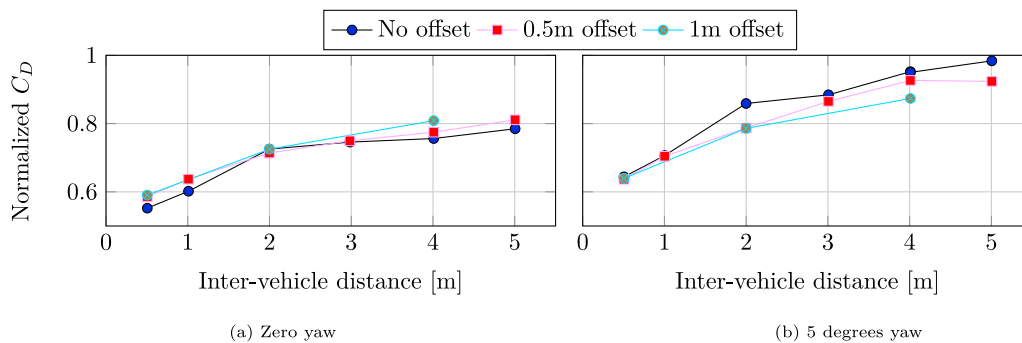 No offset 0.5m offset 1m offset
Normalized C_D
1
0.8
0.6
0 1 2 3 4 5
0 1 2 3 4 5
Inter-vehicle distance [m]
Inter-vehicle distance [m]
(a) Zero yaw
(b) 5 degrees yaw